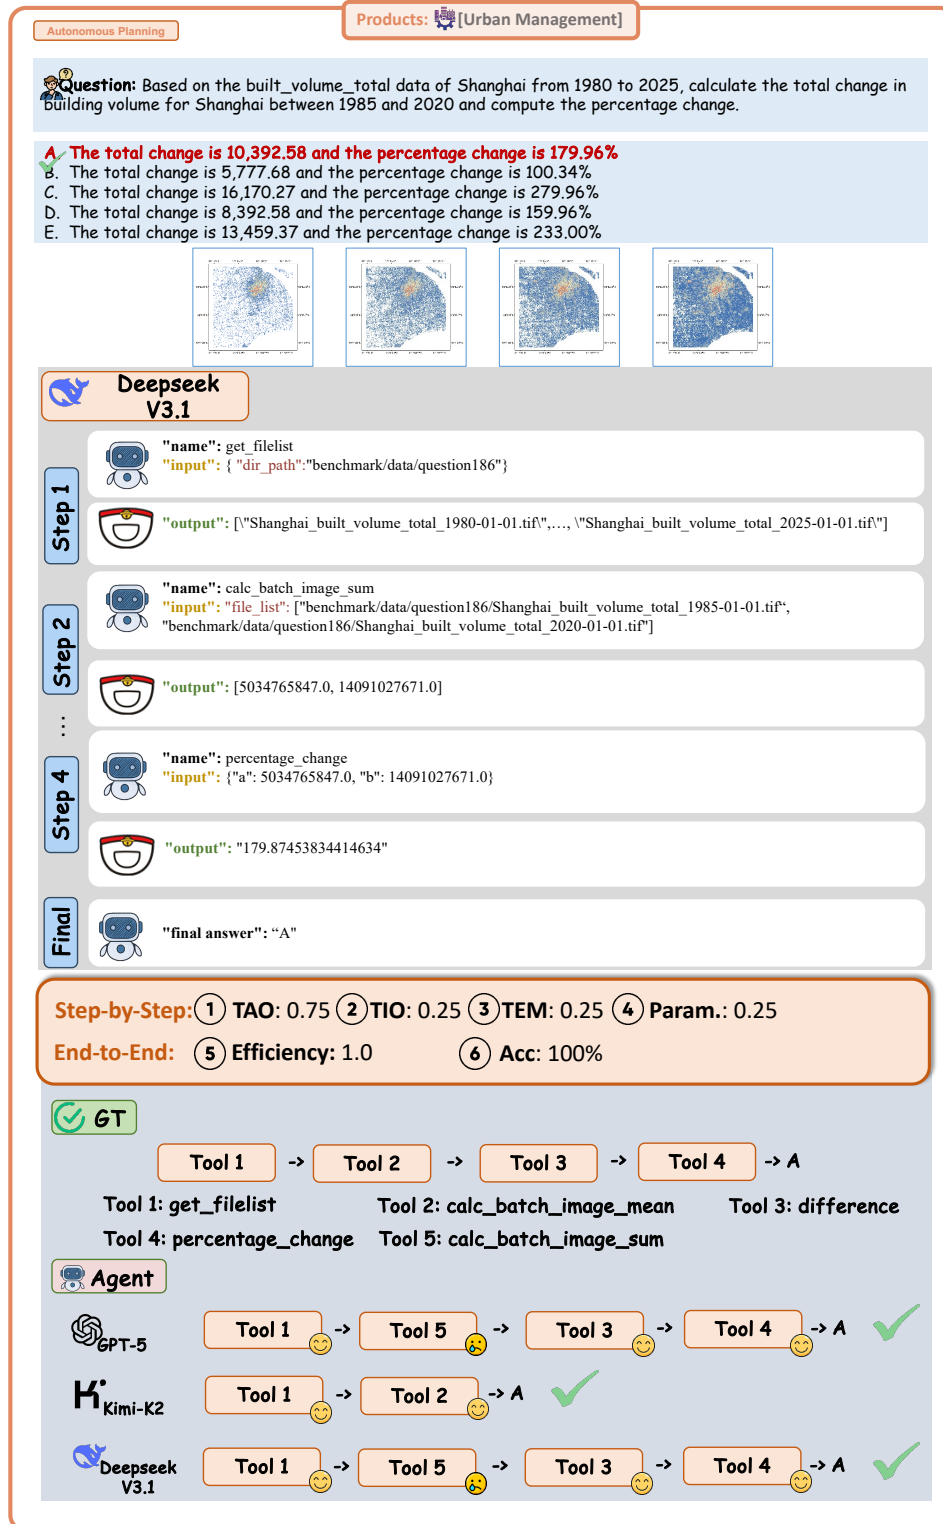 Products: [Urban Management]
Autonomous Planning
Question: Based on the built_volume_total data of Shanghai from 1980 to 2025, calculate the total change in
building volume for Shanghai between 1985 and 2020 and compute the percentage change.
A. The total change is 10,392.58 and the percentage change is 179.96%
B. The total change is 5,777.68 and the percentage change is 100.34%
C. The total change is 16,170.27 and the percentage change is 279.96%
D. The total change is 8,392.58 and the percentage change is 159.96%
E. The total change is 13,459.37 and the percentage change is 233.00%
Deepseek
V3.1
Step 1
"name": get_filelist
"input": { "dir_path":"benchmark/data/question186"}
"output": [\"Shanghai_built_volume_total_1980-01-01.tif\",..., \"Shanghai_built_volume_total_2025-01-01.tif\"]
Step 2
"name": calc_batch_image_sum
"input": "file_list": ["benchmark/data/question186/Shanghai_built_volume_total_1985-01-01.tif“,
"benchmark/data/question186/Shanghai_built_volume_total_2020-01-01.tif"]
"output": [5034765847.0, 14091027671.0]
...
Step 4
"name": percentage_change
"input": {"a": 5034765847.0, "b": 14091027671.0}
"output": "179.87453834414634"
Final
"final answer": “A"
Step-by-Step: 1 TAO: 0.75 2 TIO: 0.25 3 TEM: 0.25 4 Param.: 0.25
End-to-End: 5 Efficiency: 1.0 6 Acc: 100%
GT
Tool 1 -> Tool 2 -> Tool 3 -> Tool 4 -> A
Tool 1: get_filelist Tool 2: calc_batch_image_mean Tool 3: difference
Tool 4: percentage_change Tool 5: calc_batch_image_sum
Agent
GPT-5 Tool 1 -> Tool 5 -> Tool 3 -> Tool 4 -> A
Kimi-K2 Tool 1 -> Tool 2 -> A
Deepseek V3.1 Tool 1 -> Tool 5 -> Tool 3 -> Tool 4 -> A